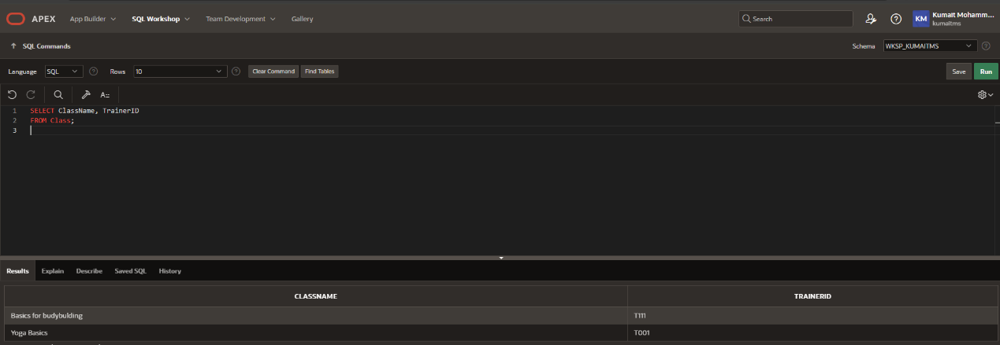 APEX App Builder SQL Workshop Team Development Gallery Search KM Kumait Mohamm...
kumaitms
SQL Commands Schema WKSP_KUMAITMS
Language SQL Rows 10 Clear Command Find Tables Save Run
1 SELECT ClassName, TrainerID
2 FROM Class;
3
Results Explain Describe Saved SQL History
CLASSNAME TRAINERID
Basics for budybulding T111
Yoga Basics T001